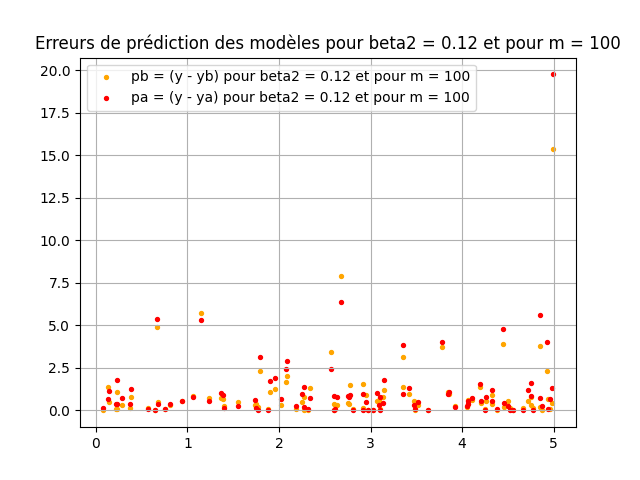 Erreurs de prédiction des modèles pour beta2 = 0.12 et pour m = 100
pb = (y - yb) pour beta2 = 0.12 et pour m = 100
pa = (y - ya) pour beta2 = 0.12 et pour m = 100
20.0
17.5
15.0
12.5
10.0
7.5
5.0
2.5
0.0
0 1 2 3 4 5